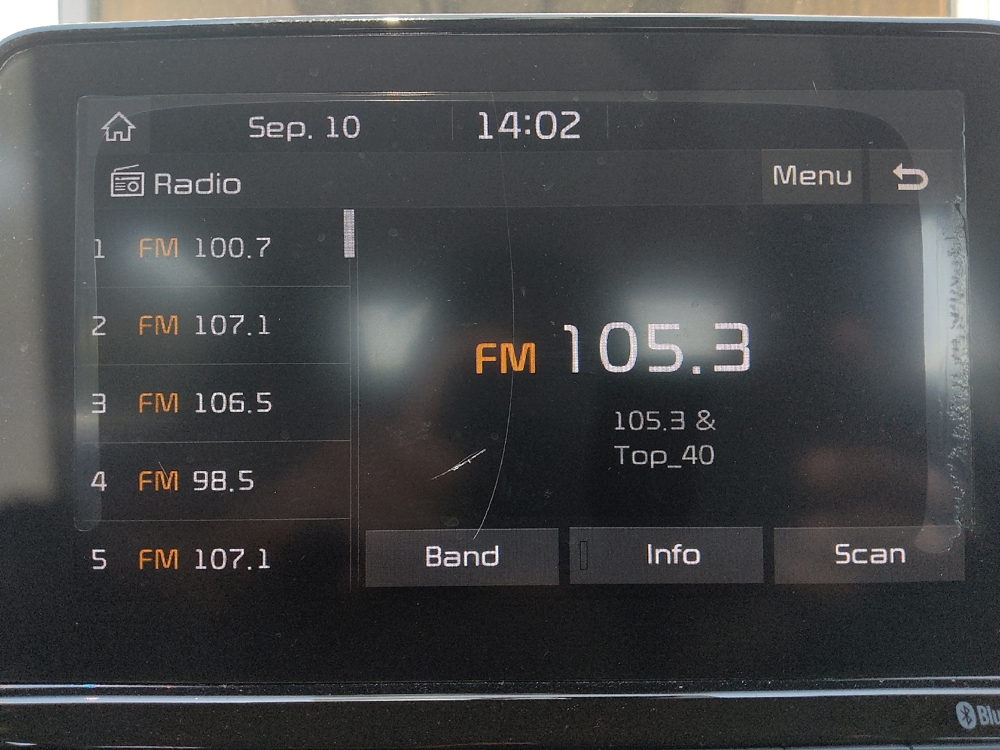 Sep. 10 14:02
Radio Menu
1 FM 100.7
2 FM 107.1
3 FM 106.5
4 FM 98.5
5 FM 107.1
FM 105.3
105.3 &
Top_40
Band Info Scan